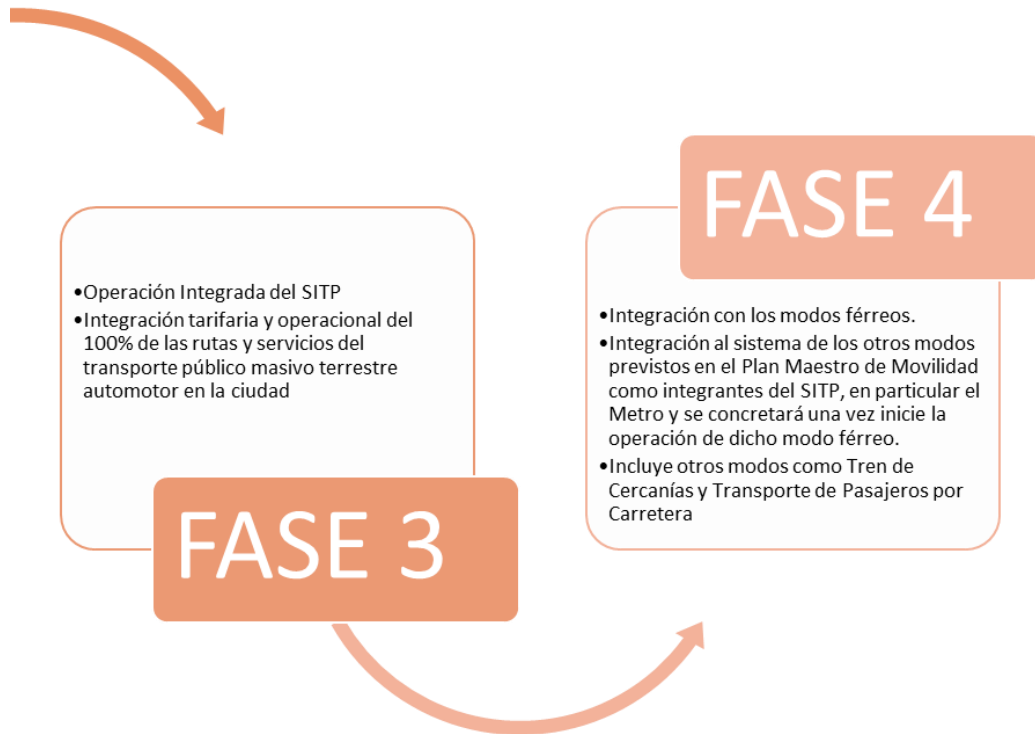 •Operación Integrada del SITP
•Integración tarifaria y operacional del
100% de las rutas y servicios del
transporte público masivo terrestre
automotor en la ciudad
FASE 3
FASE 4
•Integración con los modos férreos.
•Integración al sistema de los otros modos
previstos en el Plan Maestro de Movilidad
como integrantes del SITP, en particular el
Metro y se concretará una vez inicie la
operación de dicho modo férreo.
•Incluye otros modos como Tren de
Cercanías y Transporte de Pasajeros por
Carretera